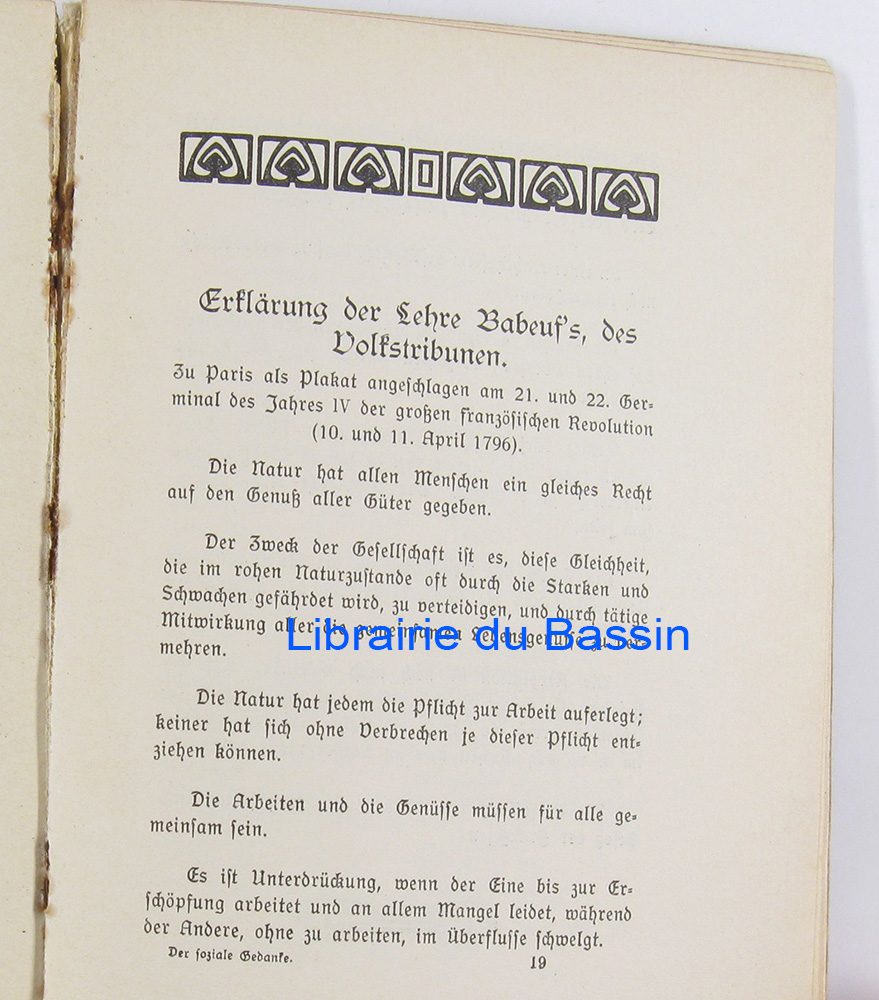 Erklärung der Lehre Babeuf's, des
Volkstribunen.
Zu Paris als Plakat angeschlagen am 21. und 22. Ger-
minal des Jahres IV der großen französischen Revolution
(10. und 11. April 1796).
Die Natur hat allen Menschen ein gleiches Recht
auf den Genuß aller Güter gegeben.
Der Zweck der Gesellschaft ist es, diese Gleichheit,
die im rohen Naturzustande oft durch die Starken und
Schwachen gefährdet wird, zu verteidigen, und durch tätige
Mitwirkung aller die gemeinsamen Lebensgenüsse zu ver-
mehren.
Librairie du Bassin
Die Natur hat jedem die Pflicht zur Arbeit auferlegt;
keiner hat sich ohne Verbrechen je dieser Pflicht ent-
ziehen können.
Die Arbeiten und die Genüsse müssen für alle ge-
meinsam sein.
Es ist Unterdrückung, wenn der Eine bis zur Er-
schöpfung arbeitet und an allem Mangel leidet, während
der Andere, ohne zu arbeiten, im Überflusse schwelgt.
Der soziale Gedanke. 19